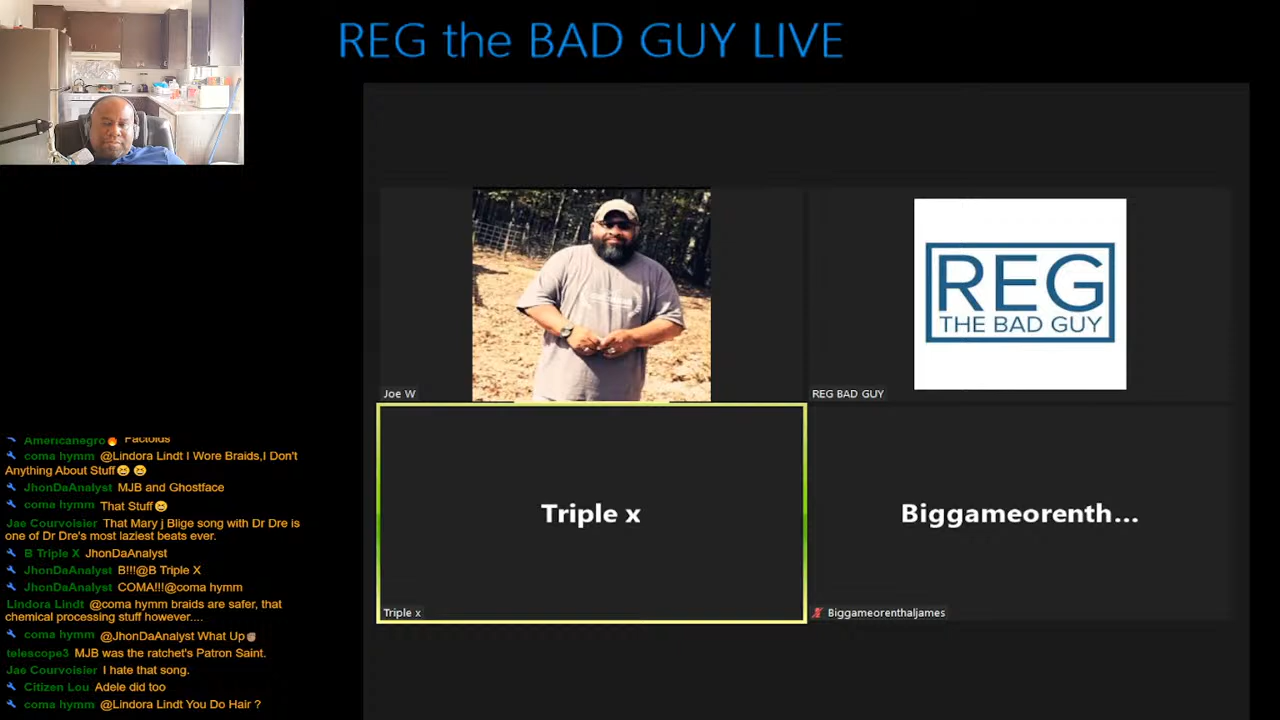 REG the BAD GUY LIVE
REG
THE BAD GUY
Joe W
REG BAD GUY
Triple x
Biggameorenth...
Triple x
Biggameorenthaljames
Americanegro🔥 Factoids
coma hymm @Lindora Lindt I Wore Braids,I Don't
Anything About Stuff😆 😆
JhonDaAnalyst MJB and Ghostface
coma hymm That Stuff😆
Jae Courvoisier That Mary j Blige song with Dr Dre is
one of Dr Dre's most laziest beats ever.
B Triple X JhonDaAnalyst
JhonDaAnalyst B!!!@B Triple X
JhonDaAnalyst COMA!!!@coma hymm
Lindora Lindt @coma hymm braids are safer, that
chemical processing stuff however....
coma hymm @JhonDaAnalyst What Up✊🏽
telescope3 MJB was the ratchet's Patron Saint.
Jae Courvoisier I hate that song.
Citizen Lou Adele did too
coma hymm @Lindora Lindt You Do Hair ?